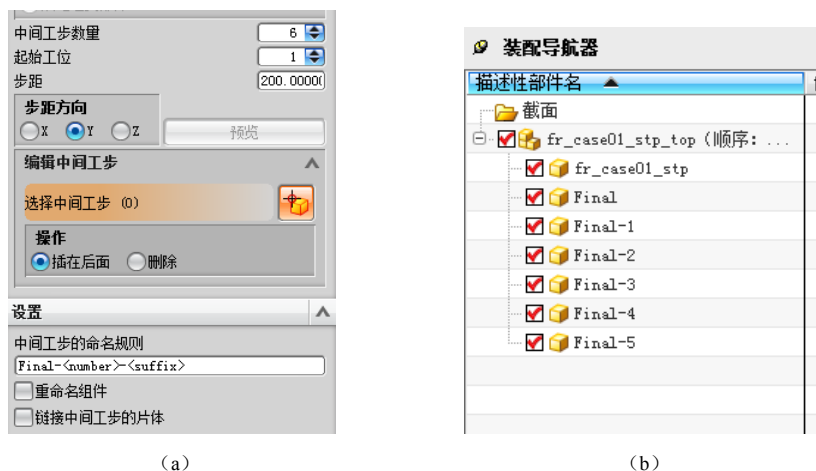 中间工步数量 6
起始工位 1
步距 200.0000
步距方向
X Y Z 预览
编辑中间工步
选择中间工步 (0)
操作
插在后面 删除
设置
中间工步的命名规则
Final-<number>-<suffix>
重命名组件
链接中间工步的片体
(a)
装配导航器
描述性部件名
截面
fr_case01_stp_top (顺序: ...
fr_case01_stp
Final
Final-1
Final-2
Final-3
Final-4
Final-5
(b)